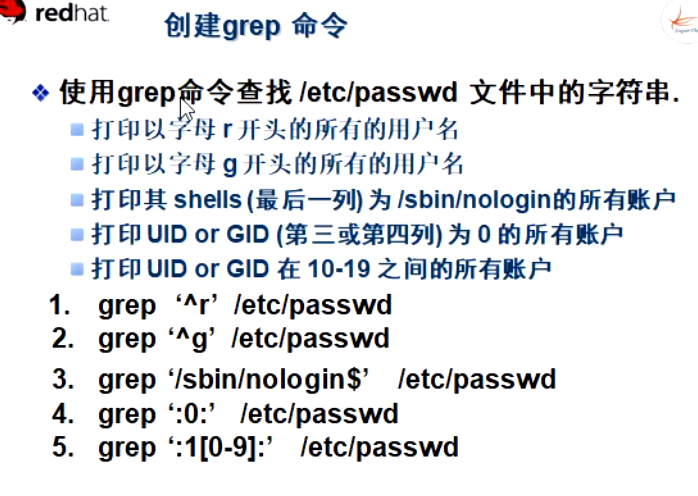 redhat.
创建grep 命令
使用grep命令查找 /etc/passwd 文件中的字符串.
打印以字母 r 开头的所有的用户名
打印以字母 g 开头的所有的用户名
打印其 shells (最后一列) 为 /sbin/nologin的所有账户
打印 UID or GID (第三或第四列) 为 0 的所有账户
打印 UID or GID 在 10-19 之间的所有账户
1. grep ‘^r’ /etc/passwd
2. grep ‘^g’ /etc/passwd
3. grep ‘/sbin/nologin$’ /etc/passwd
4. grep ‘:0:’ /etc/passwd
5. grep ‘:1[0-9]:’ /etc/passwd